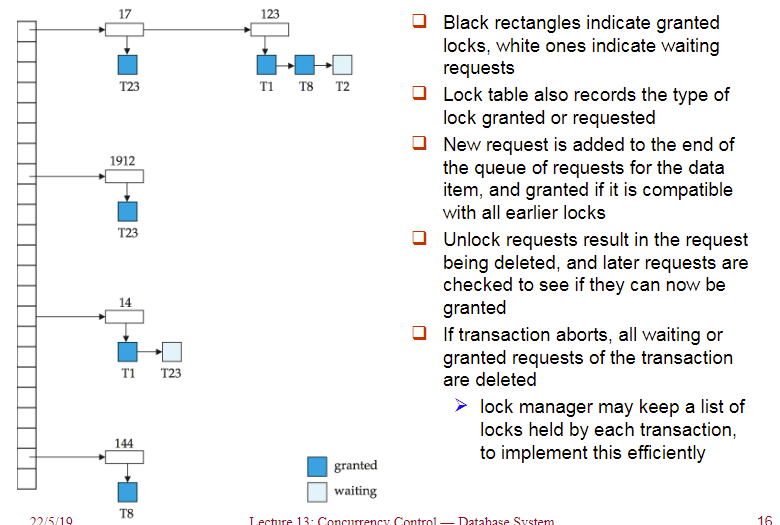 17
123
T23
T1
T8
T2
1912
T23
14
T1
T23
144
T8
granted
waiting
Black rectangles indicate granted
locks, white ones indicate waiting
requests
Lock table also records the type of
lock granted or requested
New request is added to the end of
the queue of requests for the data
item, and granted if it is compatible
with all earlier locks
Unlock requests result in the request
being deleted, and later requests are
checked to see if they can now be
granted
If transaction aborts, all waiting or
granted requests of the transaction
are deleted
lock manager may keep a list of
locks held by each transaction,
to implement this efficiently
22/5/19
Lecture 13: Concurrency Control — Database System
16